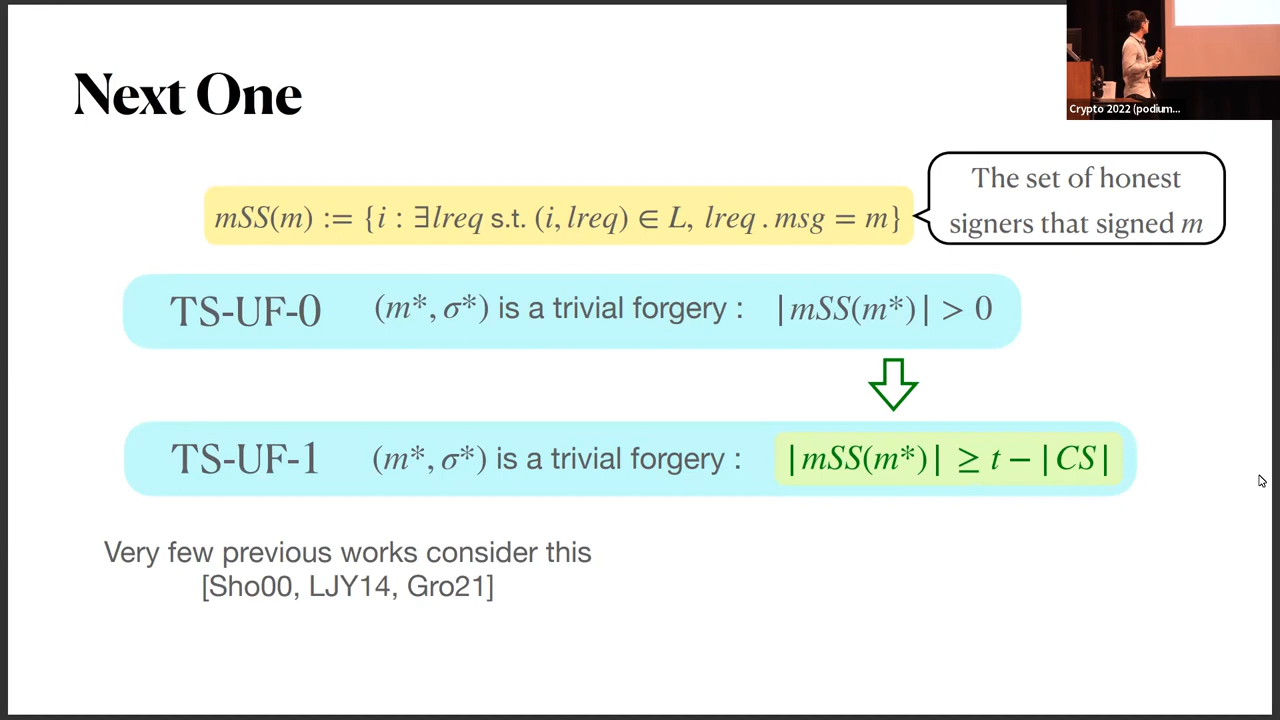 Next One
Crypto 2022 (podium...
The set of honest
signers that signed m
mSS(m) := {i : ∃lreq s.t. (i, lreq) ∈ L, lreq . msg = m}
TS-UF-0 (m*, σ*) is a trivial forgery : |mSS(m*)| > 0
TS-UF-1 (m*, σ*) is a trivial forgery : |mSS(m*)| ≥ t − |CS|
Very few previous works consider this
[Sho00, LJY14, Gro21]